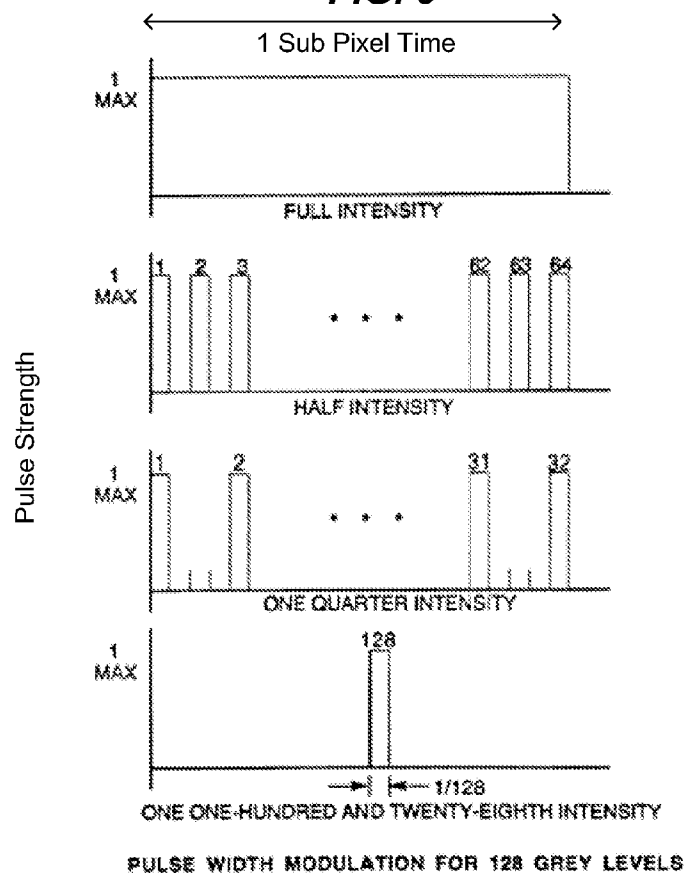 1 Sub Pixel Time
1
MAX
FULL INTENSITY
1
MAX
1 2 3 62 63 64
HALF INTENSITY
Pulse Strength
1
MAX
1 2 31 32
ONE QUARTER INTENSITY
1
MAX
128
1/128
ONE ONE-HUNDRED AND TWENTY-EIGHTH INTENSITY
PULSE WIDTH MODULATION FOR 128 GREY LEVELS